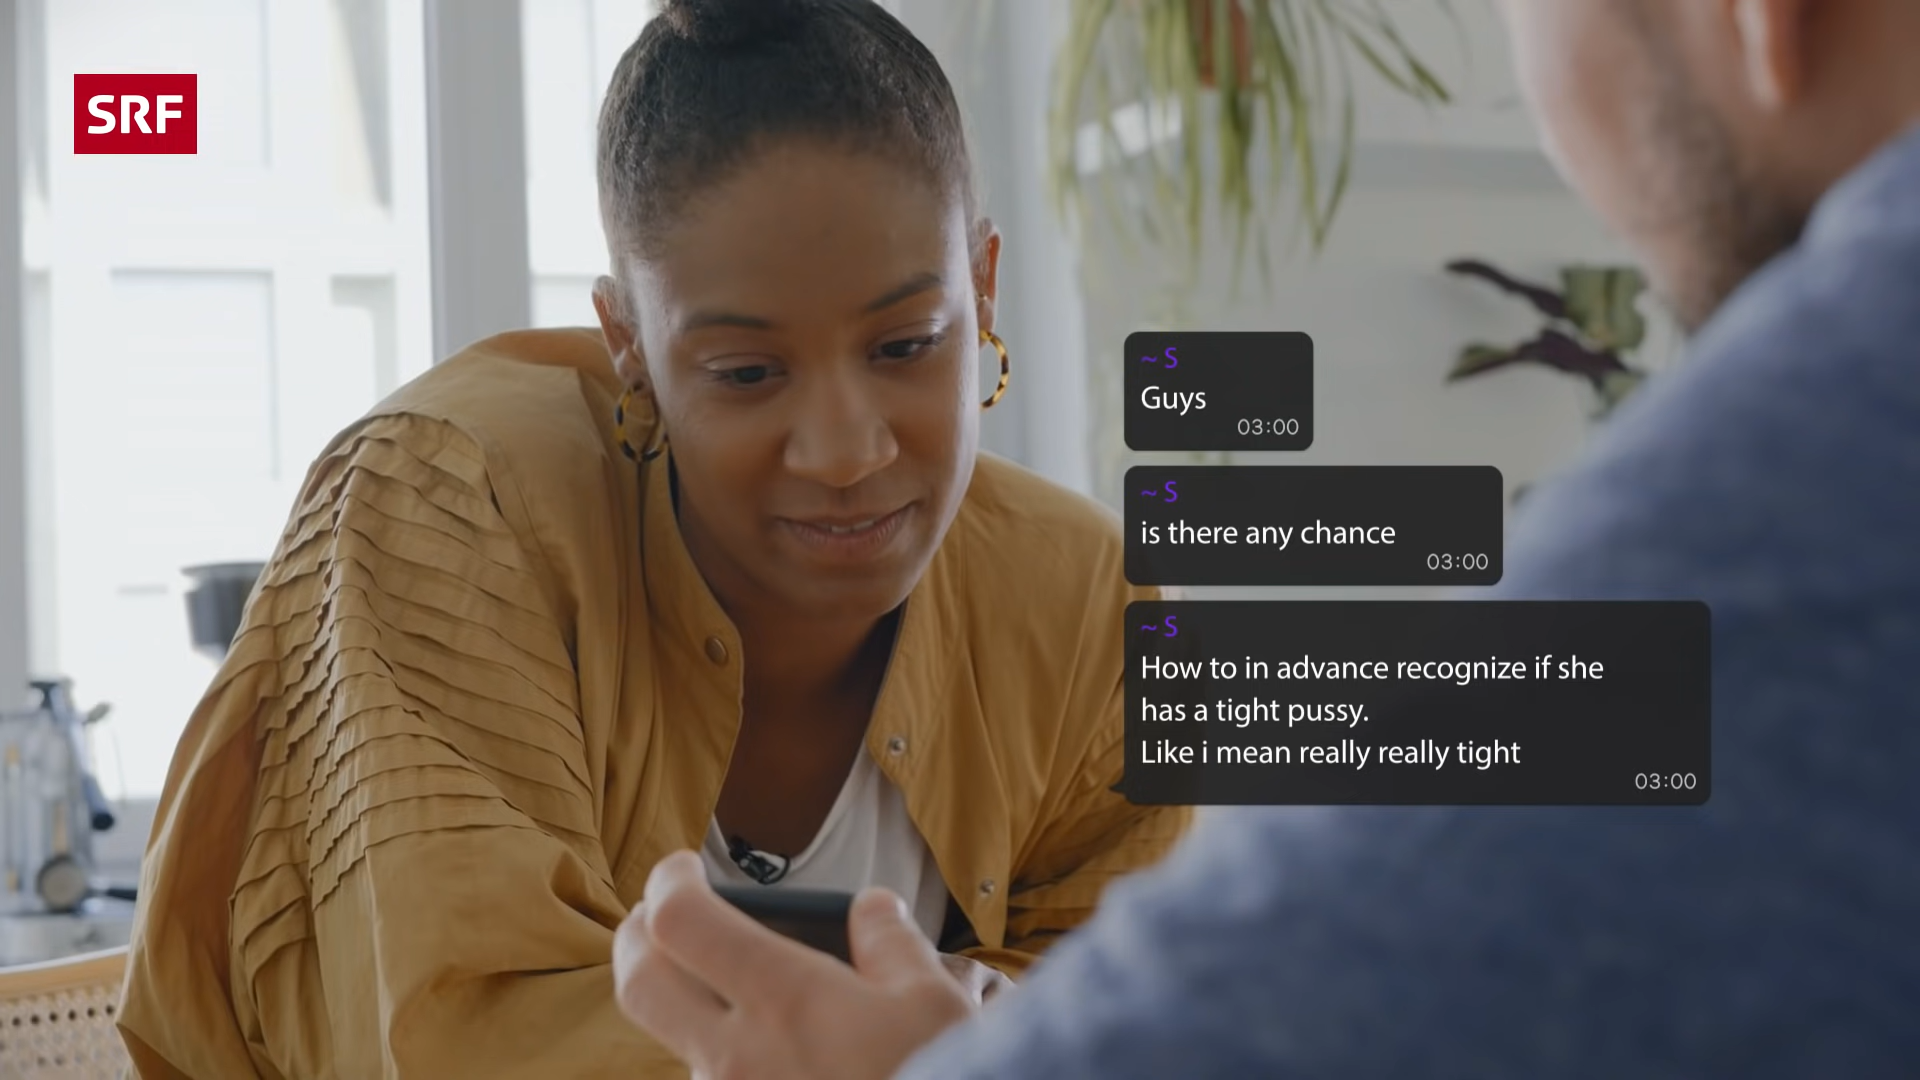 SRF
~ S
Guys
03:00
~ S
is there any chance
03:00
~ S
How to in advance recognize if she
has a tight pussy.
Like i mean really really tight
03:00